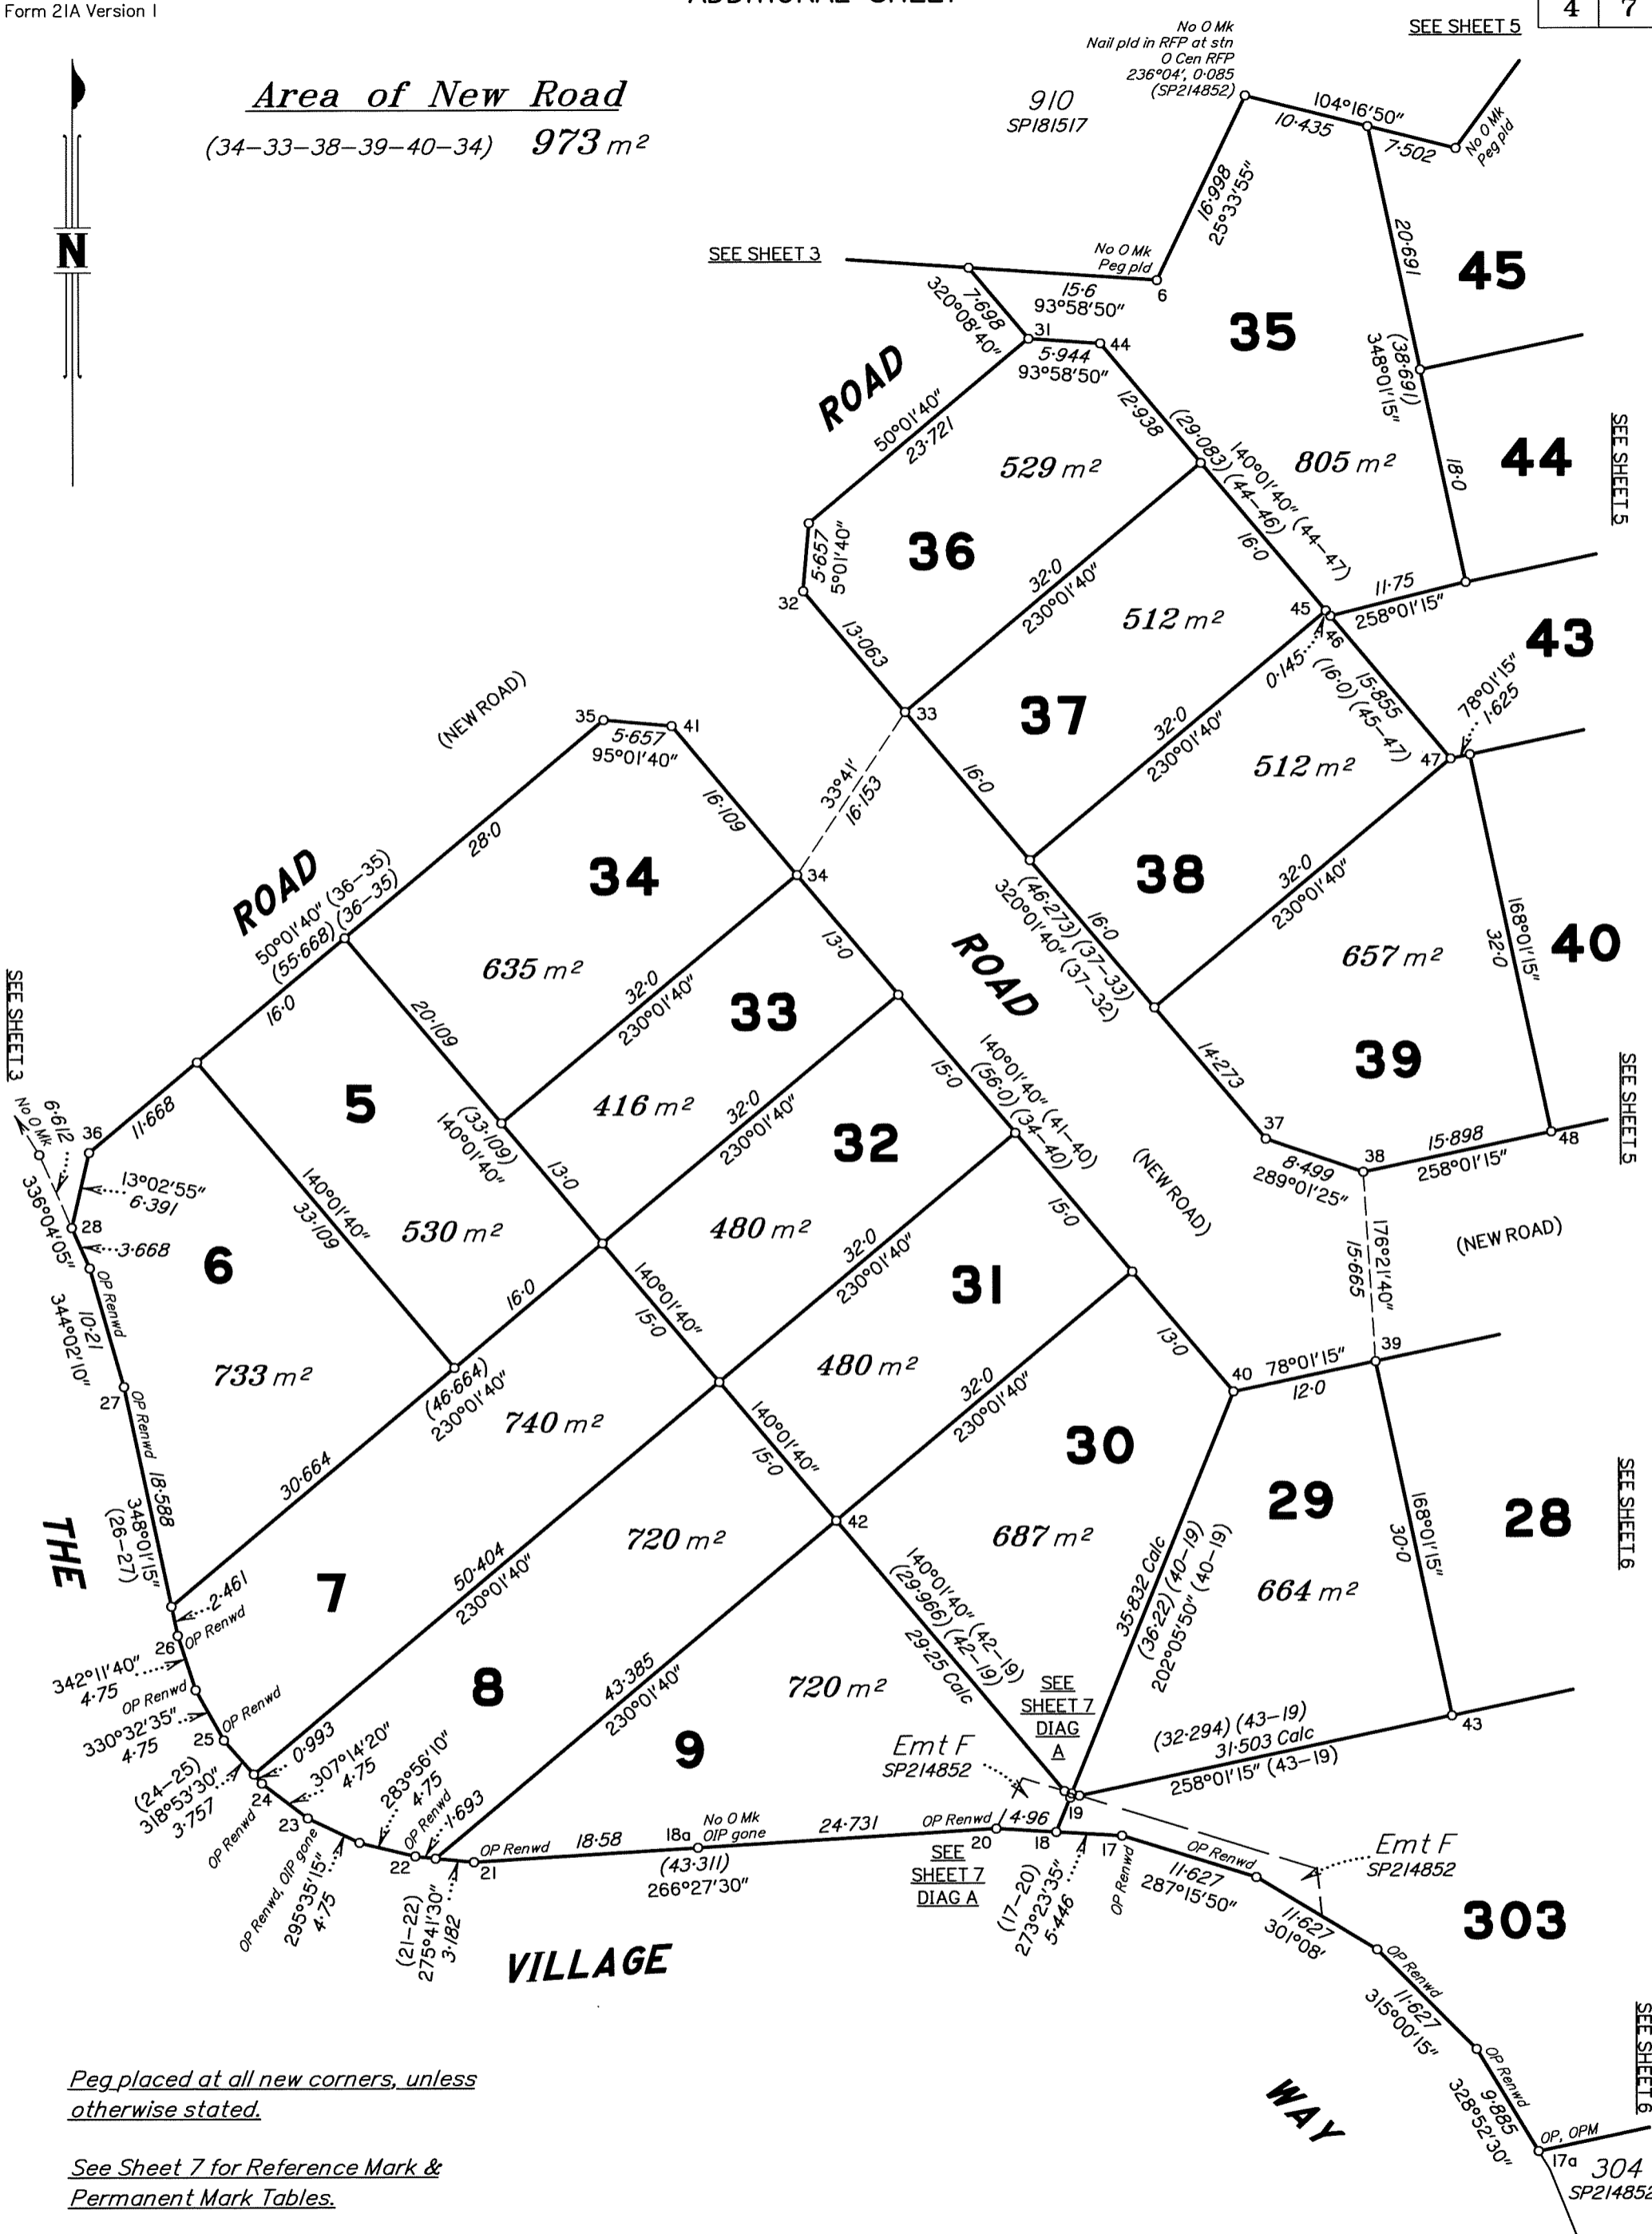 Form 21A Version 1
4 7
SEE SHEET 5
Area of New Road
(34–33–38–39–40–34) 973 m²
N
No O Mk
Nail pld in RFP at stn
O Cen RFP
236°04', 0·085
(SP214852)
910
SP181517
104°16'50"
10·435
7·502
No O Mk
Peg pld
16·998
25°33'55"
SEE SHEET 3
No O Mk
Peg pld
6
15·6
93°58'50"
7·698
320°08'40"
31
44
5·944
93°58'50"
35
45
20·691
(38·691)
348°01'15"
ROAD
50°01'40"
23·721
12·938
(29·083) (44–46)
140°01'40" (44–47)
529 m²
805 m²
44
18·0
SEE SHEET 5
36
5·657
5°01'40"
32
13·063
32·0
230°01'40"
16·0
512 m²
45
46
11·75
258°01'15"
43
0·145
15·855
(16·0) (45–47)
78°01'15"
1·625
(NEW ROAD)
35
41
5·657
95°01'40"
33
37
33°41'
16·153
16·0
32·0
230°01'40"
512 m²
47
28·0
16·109
34
34
38
ROAD
50°01'40" (36–35)
(55·668) (36–35)
16·0
(46·273) (37–33)
320°01'40" (37–32)
32·0
230°01'40"
168°01'15"
32·0
40
13·0
ROAD
635 m²
657 m²
SEE SHEET 3
16·0
20·109
32·0
230°01'40"
33
39
14·273
SEE SHEET 5
No O Mk
6·612
36
11·668
5
(33·109)
140°01'40"
416 m²
15·0
140°01'40" (41–40)
(56·0) (34–40)
32·0
230°01'40"
32
37
8·499
289°01'25"
38
15·898
258°01'15"
48
336°04'05"
13°02'55"
6·391
28
3·668
140°01'40"
33·109
13·0
530 m²
480 m²
15·0
(NEW ROAD)
176°21'40"
15·665
(NEW ROAD)
OP Renwd
10·21
344°02'10"
6
16·0
140°01'40"
15·0
32·0
230°01'40"
31
733 m²
27
(46·664)
230°01'40"
480 m²
13·0
40
78°01'15"
12·0
39
OP Renwd
18·588
348°01'15"
(26–27)
30·664
740 m²
140°01'40"
15·0
32·0
230°01'40"
30
29
28
SEE SHEET 6
THE
7
50·404
230°01'40"
720 m²
42
687 m²
35·832 Calc
(36·22) (40–19)
202°05'50" (40–19)
168°01'15"
30·0
664 m²
2·461
26
OP Renwd
342°11'40"
4·75
OP Renwd
330°32'35"
4·75
25
OP Renwd
8
43·385
230°01'40"
720 m²
140°01'40" (42–19)
(29·966) (42–19)
29·25 Calc
SEE
SHEET 7
DIAG
A
(32·294) (43–19)
31·503 Calc
258°01'15" (43–19)
43
9
Emt F
SP214852
(24–25)
318°53'30"
3·757
24
0·993
307°14'20"
4·75
OP Renwd
23
283°56'10"
4·75
OP Renwd
1·693
OP Renwd, OIP gone
295°35'15"
4·75
22
(21–22)
275°41'30"
3·182
21
OP Renwd
18·58
18a
No O Mk
OIP gone
(43·311)
266°27'30"
24·731
OP Renwd
20
4·96
18
19
17
SEE
SHEET 7
DIAG A
(17–20)
273°23'35"
5·446
OP Renwd
OP Renwd
11·627
287°15'50"
Emt F
SP214852
303
11·627
301°08'
VILLAGE
OP Renwd
11·627
315°00'15"
SEE SHEET 6
OP Renwd
9·885
328°52'30"
WAY
OP, OPM
17a
304
SP214852
Peg placed at all new corners, unless
otherwise stated.
See Sheet 7 for Reference Mark &
Permanent Mark Tables.